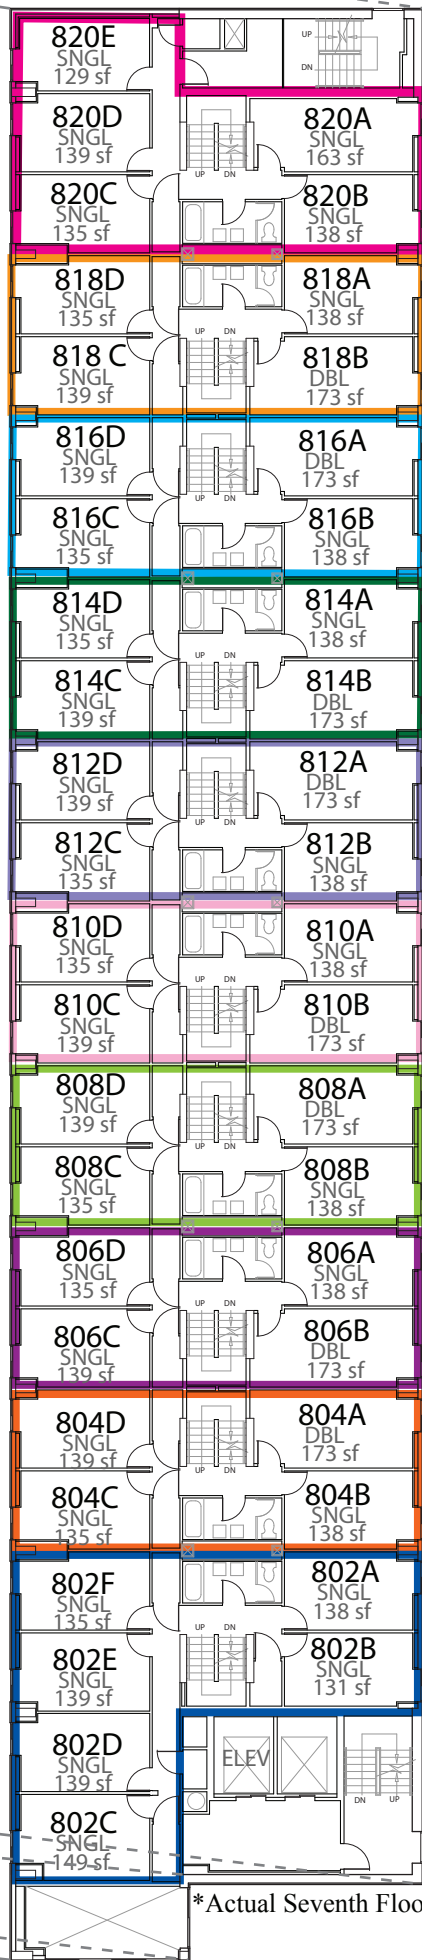 820E
SNGL
129 sf
UP
DN
820D
SNGL
139 sf
820A
SNGL
163 sf
UP DN
820C
SNGL
135 sf
820B
SNGL
138 sf
818D
SNGL
135 sf
818A
SNGL
138 sf
UP DN
818 C
SNGL
139 sf
818B
DBL
173 sf
816D
SNGL
139 sf
816A
DBL
173 sf
UP DN
816C
SNGL
135 sf
816B
SNGL
138 sf
814D
SNGL
135 sf
814A
SNGL
138 sf
UP DN
814C
SNGL
139 sf
814B
DBL
173 sf
812D
SNGL
139 sf
812A
DBL
173 sf
UP DN
812C
SNGL
135 sf
812B
SNGL
138 sf
810D
SNGL
135 sf
810A
SNGL
138 sf
UP DN
810C
SNGL
139 sf
810B
DBL
173 sf
808D
SNGL
139 sf
808A
DBL
173 sf
UP DN
808C
SNGL
135 sf
808B
SNGL
138 sf
806D
SNGL
135 sf
806A
SNGL
138 sf
UP DN
806C
SNGL
139 sf
806B
DBL
173 sf
804D
SNGL
139 sf
804A
DBL
173 sf
UP DN
804C
SNGL
135 sf
804B
SNGL
138 sf
802F
SNGL
135 sf
802A
SNGL
138 sf
UP DN
802E
SNGL
139 sf
802B
SNGL
131 sf
802D
SNGL
139 sf
ELEV
DN UP
802C
SNGL
149 sf
*Actual Seventh Floo